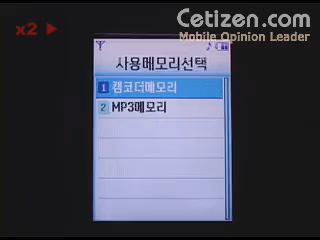 x2
Cetizen.com
Mobile Opinion Leader
사용메모리선택
1 캠코더메모리
2 MP3메모리